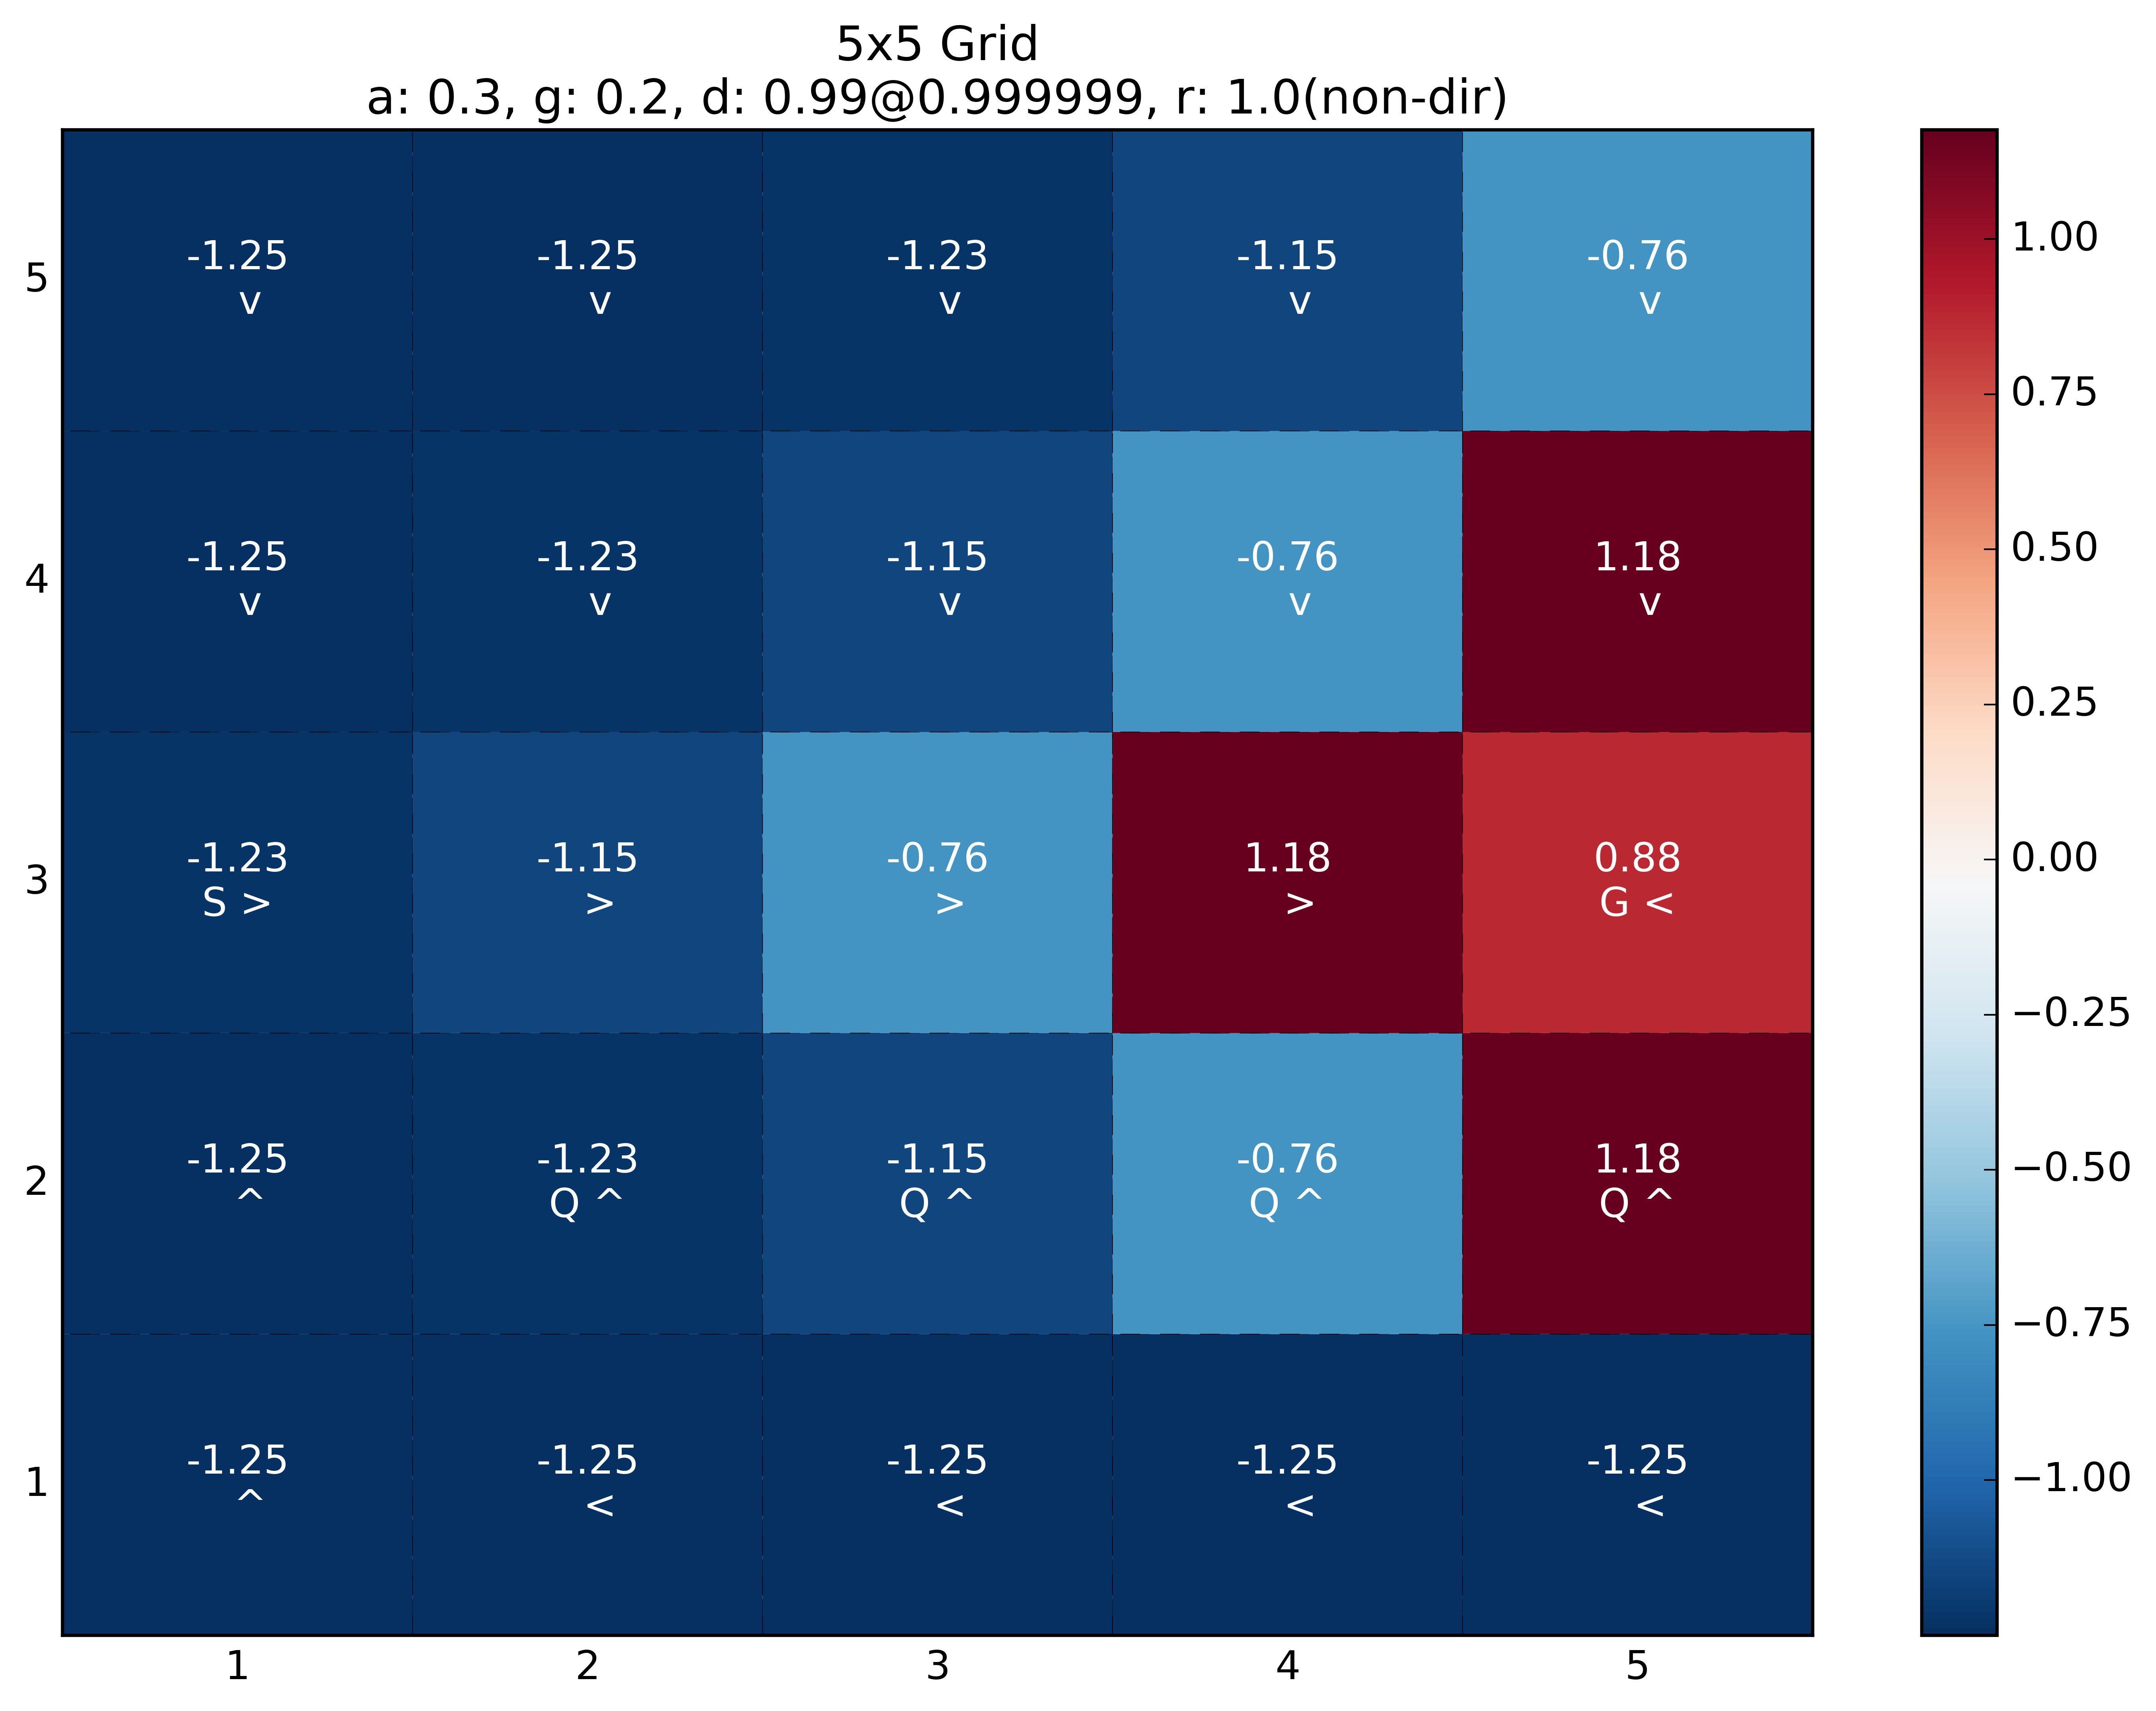 5x5 Grid
a: 0.3, g: 0.2, d: 0.99@0.999999, r: 1.0(non-dir)
5
-1.25 -1.25 -1.23 -1.15 -0.76
v v v v v
4
-1.25 -1.23 -1.15 -0.76 1.18
v v v v v
3
-1.23 -1.15 -0.76 1.18 0.88
S > > > > G <
2
-1.25 -1.23 -1.15 -0.76 1.18
^ Q ^ Q ^ Q ^ Q ^
1
-1.25 -1.25 -1.25 -1.25 -1.25
^ < < < <
1 2 3 4 5
1.00
0.75
0.50
0.25
0.00
−0.25
−0.50
−0.75
−1.00